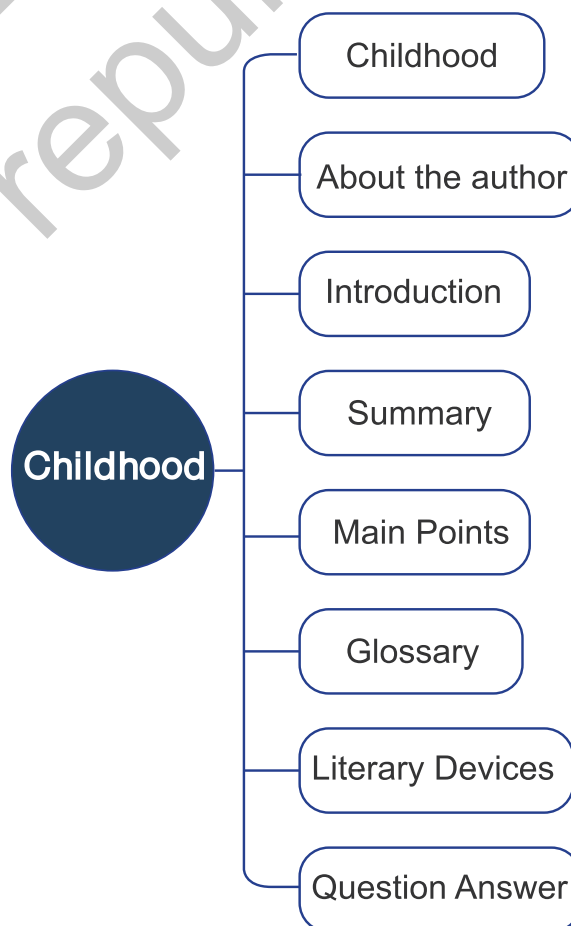 Childhood
About the author
Introduction
Summary
Childhood
Main Points
Glossary
Literary Devices
Question Answer